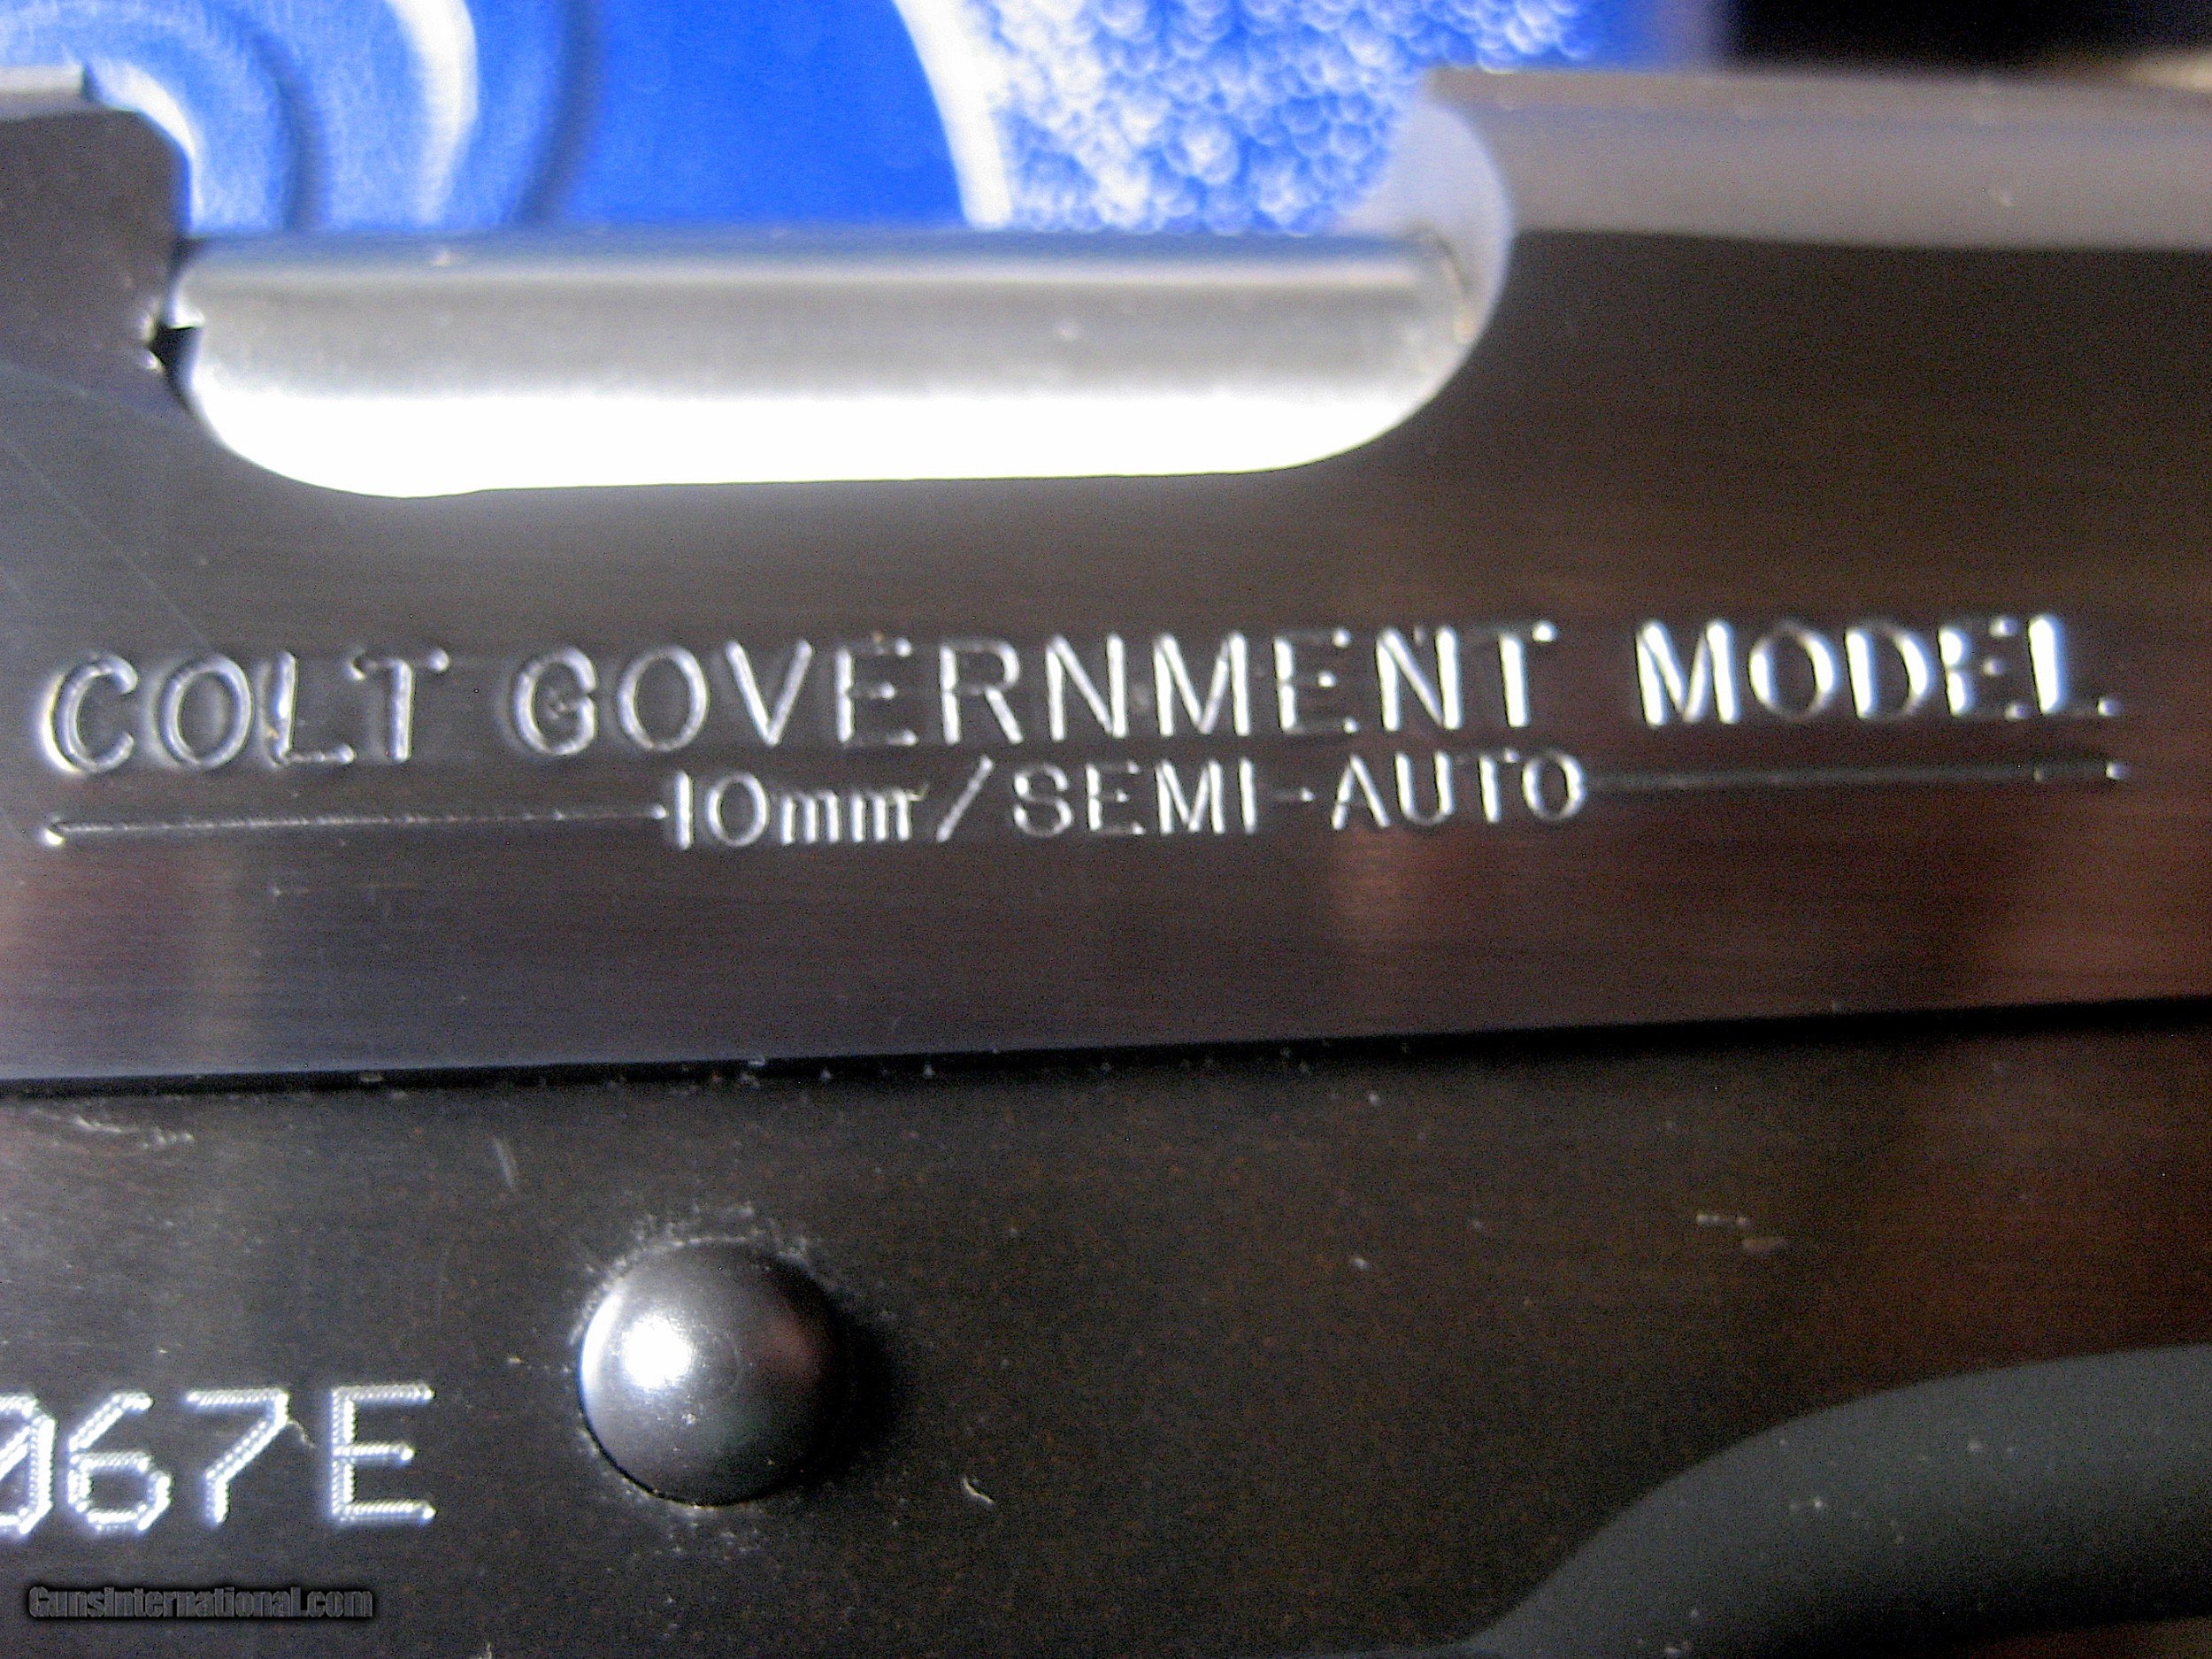 COLT GOVERNMENT MODEL
10mm/SEMI-AUTO
067E
GunsInternational.com